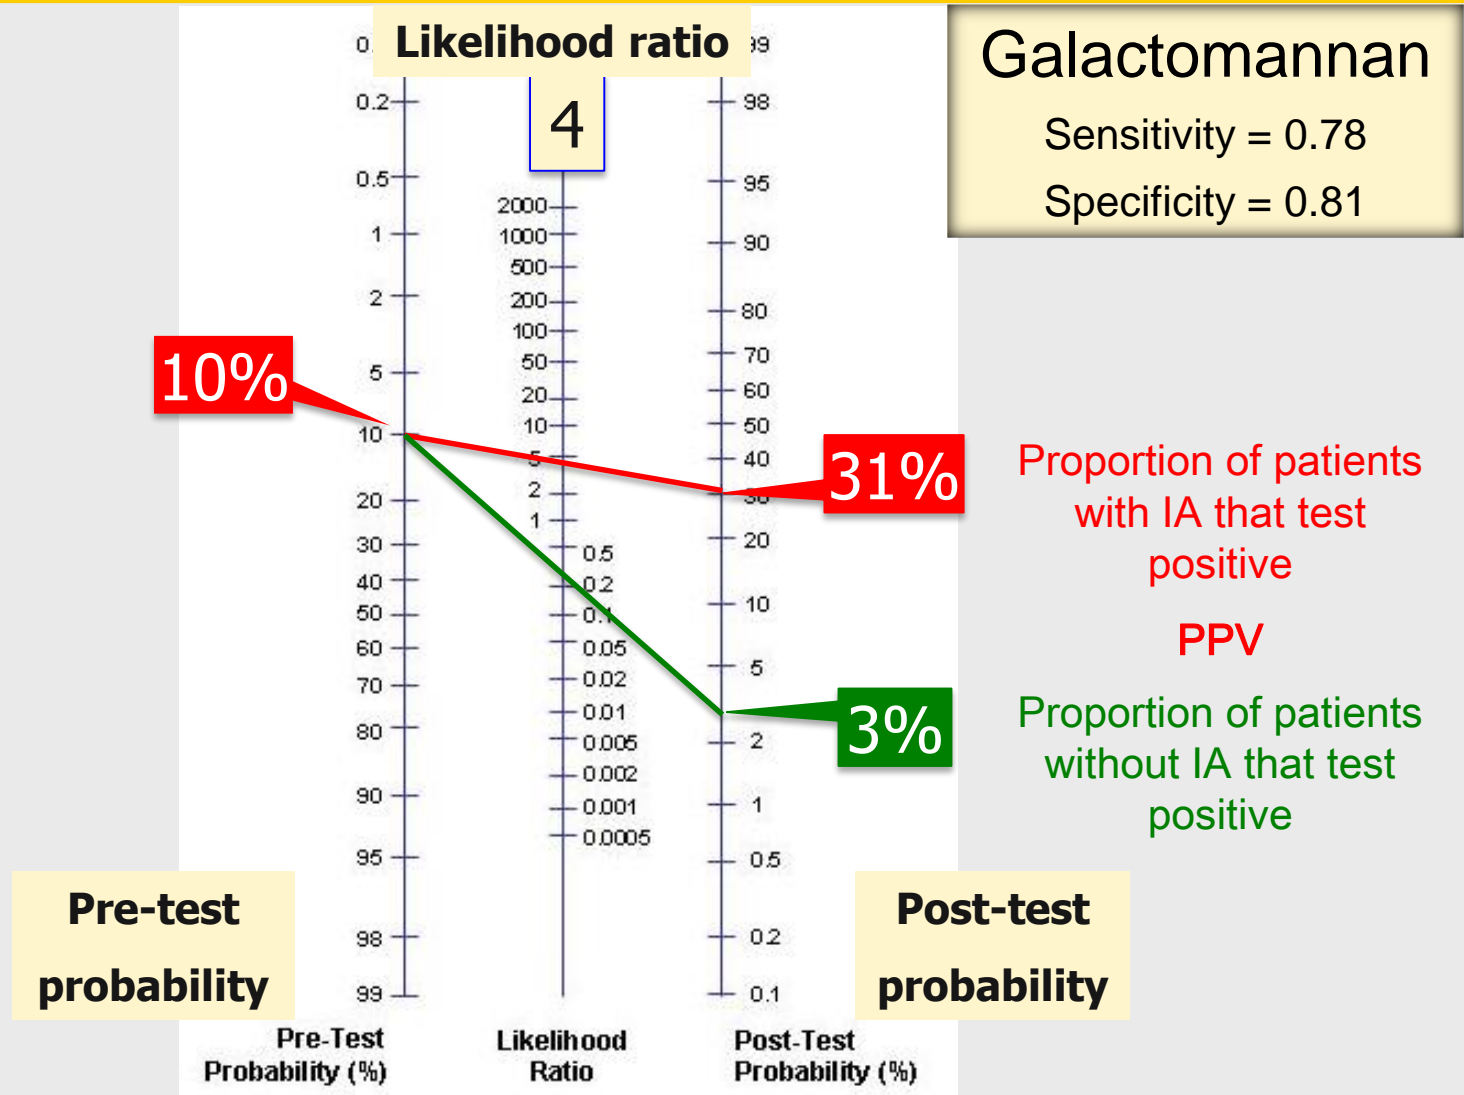 Likelihood ratio
4
Galactomannan
Sensitivity = 0.78
Specificity = 0.81
0.
0.2
0.5
1
2
5
10
20
30
40
50
60
70
80
90
95
98
99
2000
1000
500
200
100
50
20
10
5
2
1
0.5
0.2
0.1
0.05
0.02
0.01
0.005
0.002
0.001
0.0005
99
98
95
90
80
70
60
50
40
30
20
10
5
2
1
0.5
0.2
0.1
10%
31%
3%
Proportion of patients
with IA that test
positive
PPV
Proportion of patients
without IA that test
positive
Pre-test
probability
Post-test
probability
Pre-Test
Probability (%)
Likelihood
Ratio
Post-Test
Probability (%)